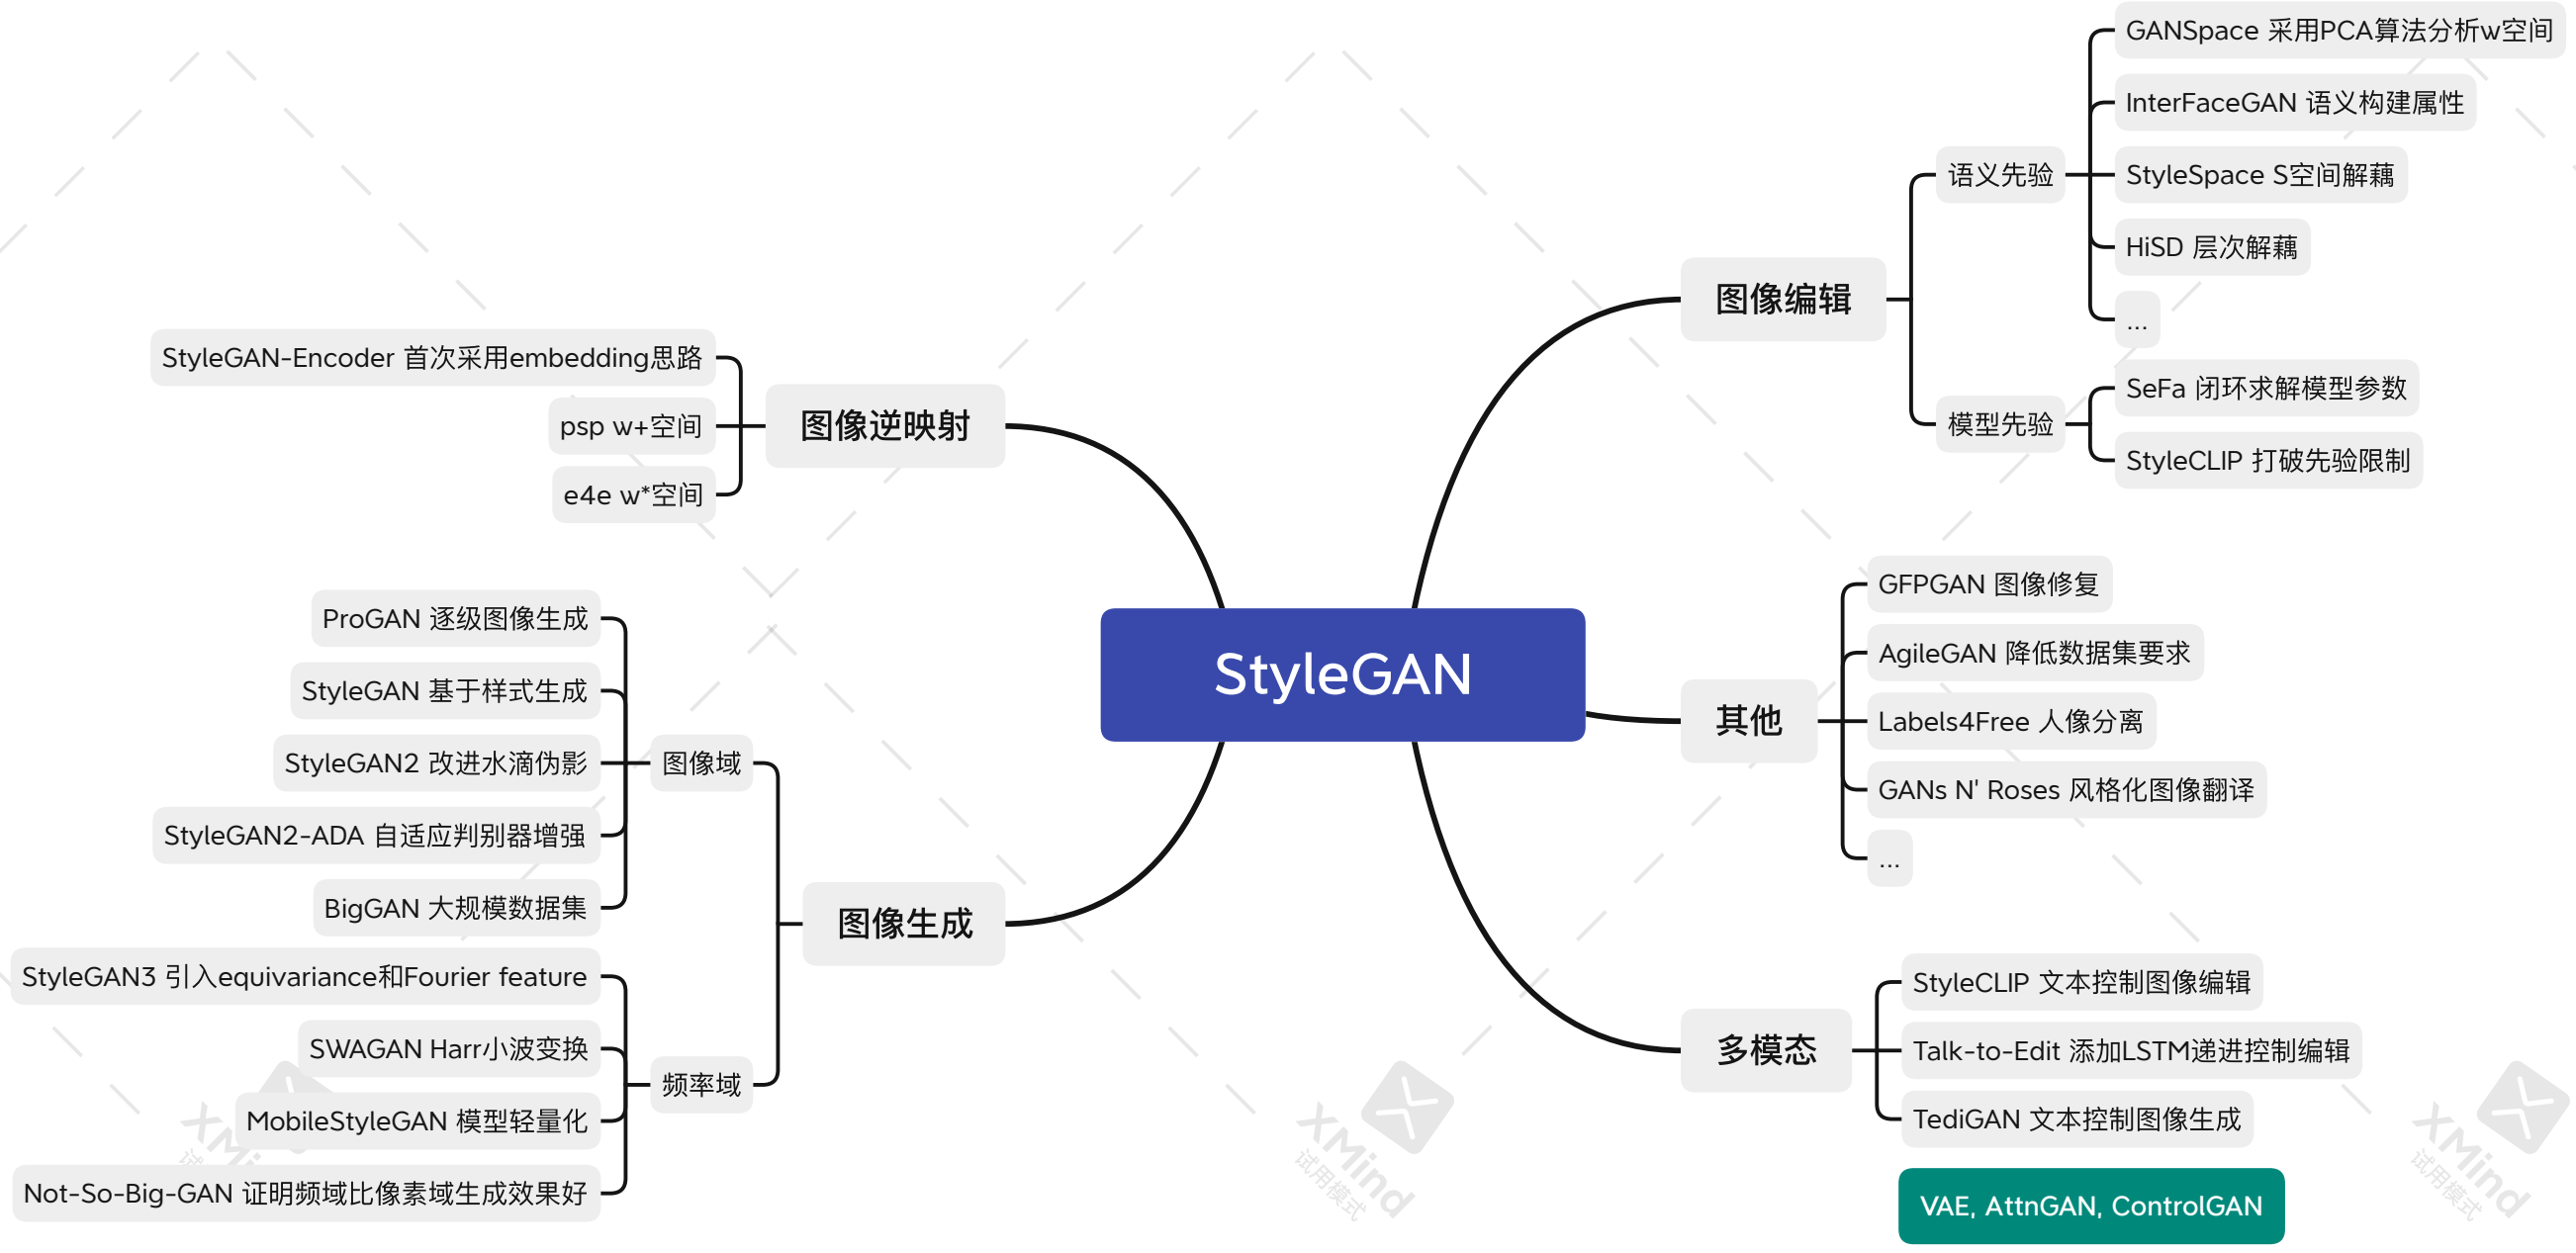 StyleGAN
图像编辑
语义先验
GANSpace 采用PCA算法分析w空间
InterFaceGAN 语义构建属性
StyleSpace S空间解藕
HiSD 层次解藕
...
模型先验
SeFa 闭环求解模型参数
StyleCLIP 打破先验限制
其他
GFPGAN 图像修复
AgileGAN 降低数据集要求
Labels4Free 人像分离
GANs N' Roses 风格化图像翻译
...
多模态
StyleCLIP 文本控制图像编辑
Talk-to-Edit 添加LSTM递进控制编辑
TediGAN 文本控制图像生成
VAE, AttnGAN, ControlGAN
图像逆映射
StyleGAN-Encoder 首次采用embedding思路
psp w+空间
e4e w*空间
图像生成
图像域
ProGAN 逐级图像生成
StyleGAN 基于样式生成
StyleGAN2 改进水滴伪影
StyleGAN2-ADA 自适应判别器增强
BigGAN 大规模数据集
频率域
StyleGAN3 引入equivariance和Fourier feature
SWAGAN Harr小波变换
MobileStyleGAN 模型轻量化
Not-So-Big-GAN 证明频域比像素域生成效果好
XMind
试用模式
XMind
试用模式